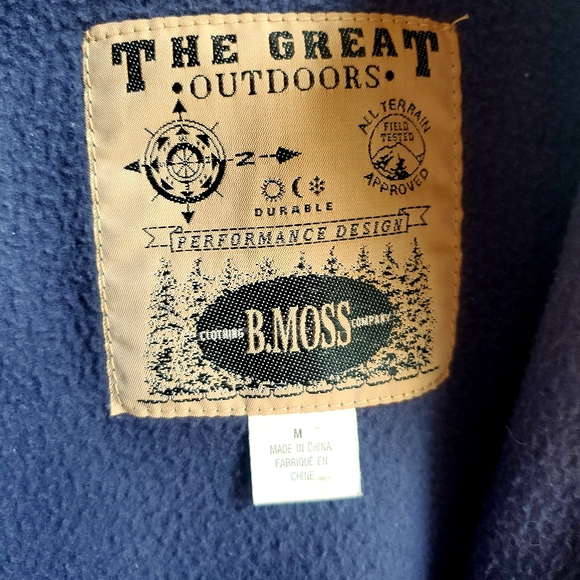 THE GREAT
•OUTDOORS•
ALL TERRAIN
FIELD
TESTED
APPROVED
N
DURABLE
PERFORMANCE DESIGN
CLOTHING B.MOSS COMPANY
M
MADE IN CHINA
FABRIQUÉ EN
CHINE